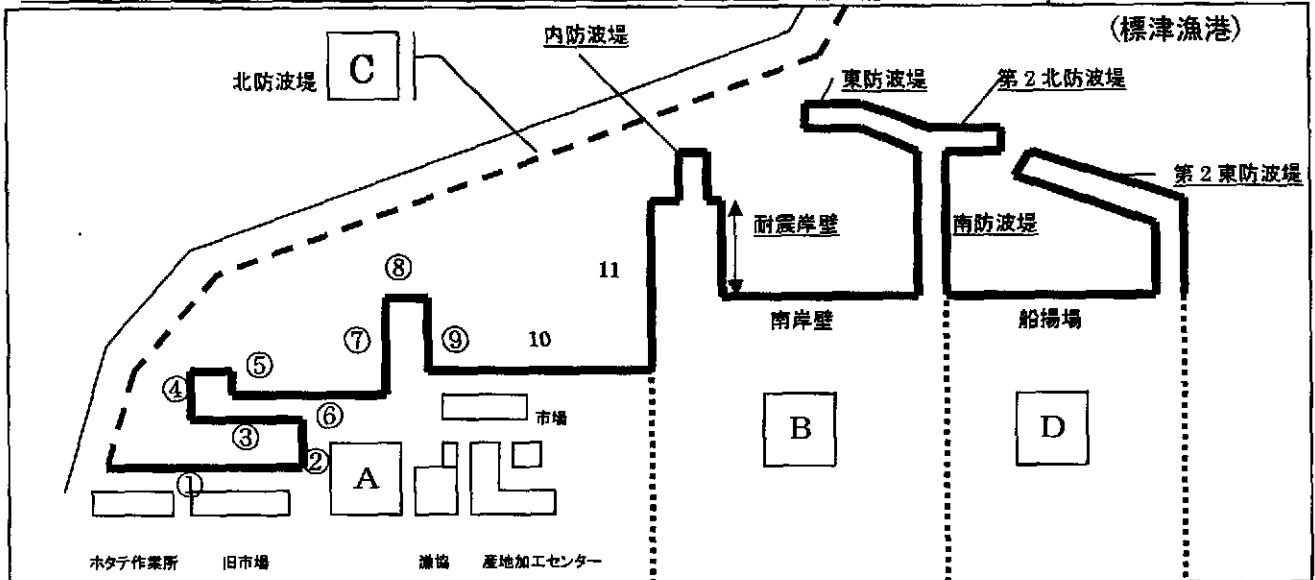 (標津漁港)
内防波堤
北防波堤
C
東防波堤
第2北防波堤
第2東防波堤
耐震岸壁
南防波堤
⑧
11
南岸壁
船揚場
⑦
⑨
10
⑤
④
⑥
市場
③
B
D
②
A
①
ホタテ作業所
旧市場
漁協
産地加工センター